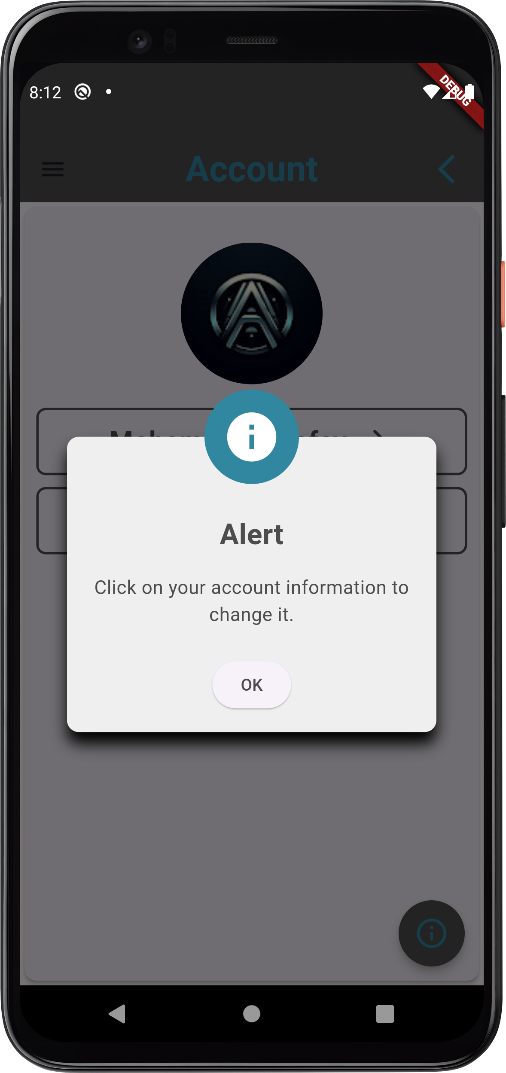 8:12
DEBUG
Account
Alert
Click on your account information to
change it.
OK